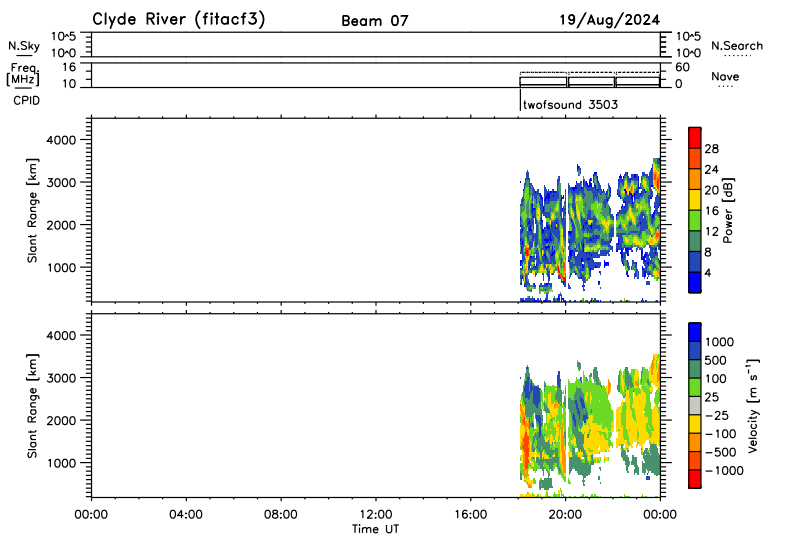 Clyde River (fitacf3) Beam 07 19/Aug/2024
10^5 10^5
N.Sky N.Search
10^0 10^0
Freq. 16 60
[MHz] Nave
10 0
CPID
twofsound 3503
4000
3000
2000
1000
Slant Range [km]
28
24
20
16
12
8
4
Power [dB]
4000
3000
2000
1000
Slant Range [km]
1000
500
100
25
-25
-100
-500
-1000
Velocity [m s⁻¹]
00:00 04:00 08:00 12:00 16:00 20:00 00:00
Time UT